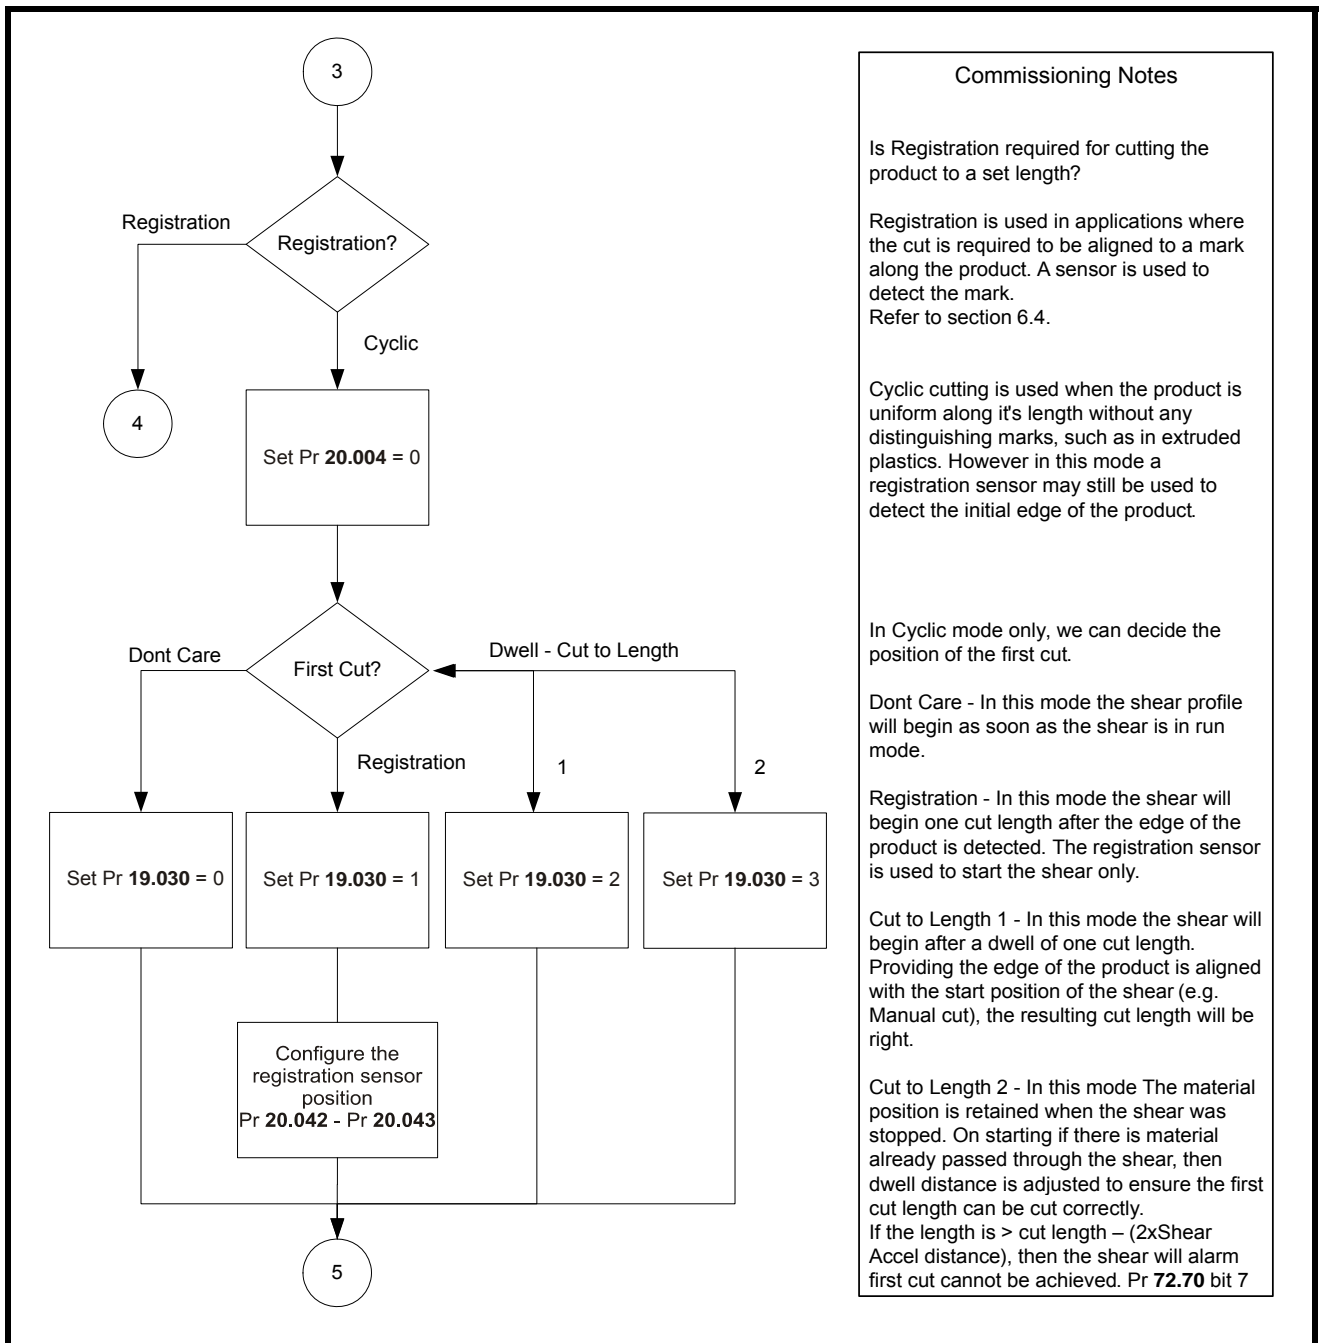 3
Registration
Registration?
Cyclic
4
Set Pr 20.004 = 0
Dont Care
First Cut?
Dwell - Cut to Length
Registration
1
2
Set Pr 19.030 = 0
Set Pr 19.030 = 1
Set Pr 19.030 = 2
Set Pr 19.030 = 3
Configure the
registration sensor
position
Pr 20.042 - Pr 20.043
5
Commissioning Notes
Is Registration required for cutting the
product to a set length?
Registration is used in applications where
the cut is required to be aligned to a mark
along the product. A sensor is used to
detect the mark.
Refer to section 6.4.
Cyclic cutting is used when the product is
uniform along it's length without any
distinguishing marks, such as in extruded
plastics. However in this mode a
registration sensor may still be used to
detect the initial edge of the product.
In Cyclic mode only, we can decide the
position of the first cut.
Dont Care - In this mode the shear profile
will begin as soon as the shear is in run
mode.
Registration - In this mode the shear will
begin one cut length after the edge of the
product is detected. The registration sensor
is used to start the shear only.
Cut to Length 1 - In this mode the shear will
begin after a dwell of one cut length.
Providing the edge of the product is aligned
with the start position of the shear (e.g.
Manual cut), the resulting cut length will be
right.
Cut to Length 2 - In this mode The material
position is retained when the shear was
stopped. On starting if there is material
already passed through the shear, then
dwell distance is adjusted to ensure the first
cut length can be cut correctly.
If the length is > cut length – (2xShear
Accel distance), then the shear will alarm
first cut cannot be achieved. Pr 72.70 bit 7